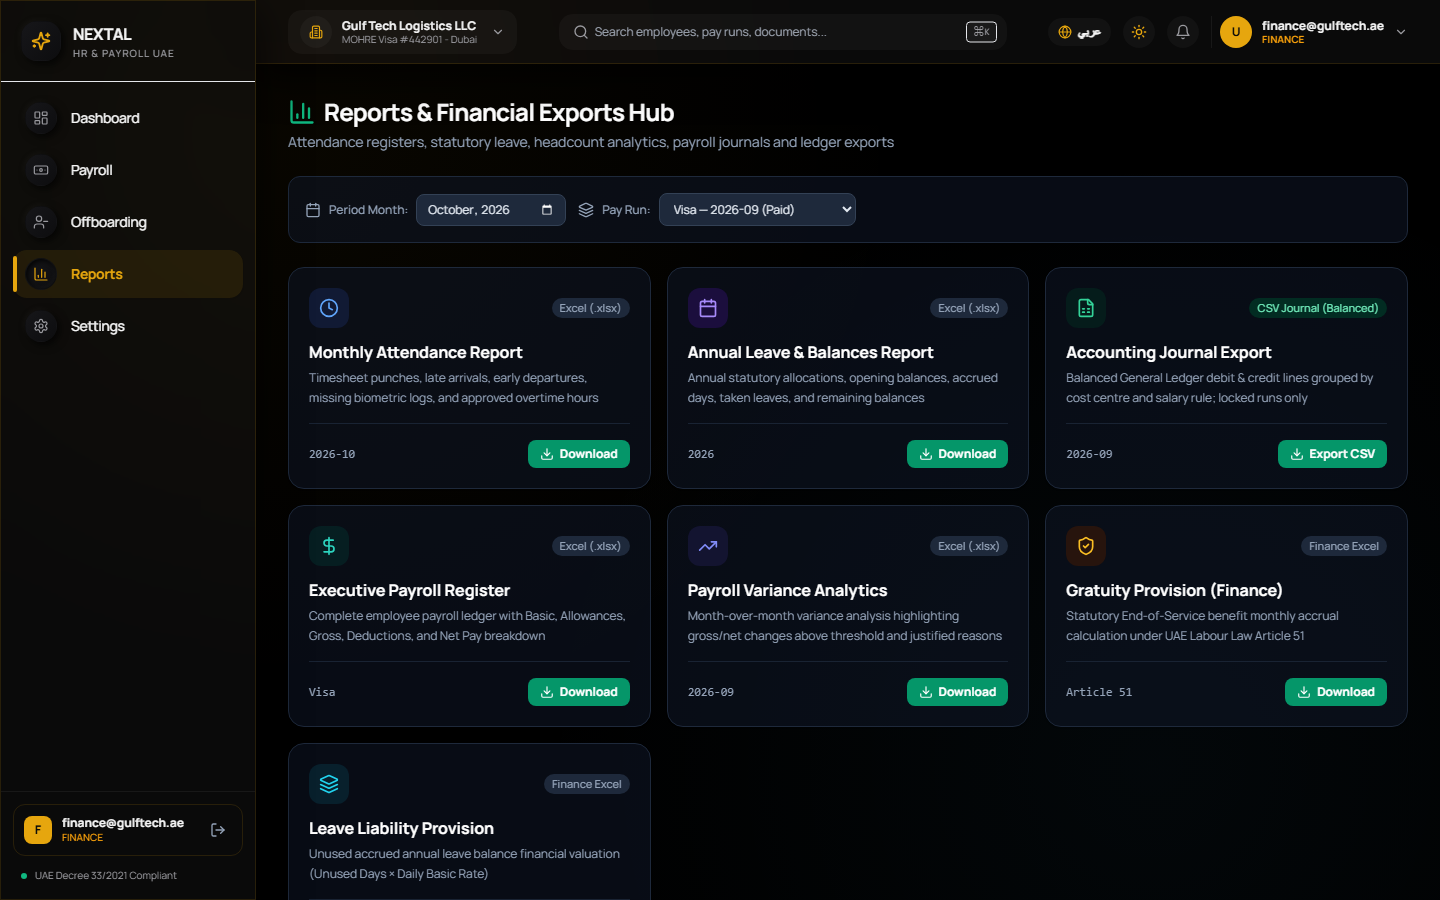 NEXTAL
HR & PAYROLL UAE
Dashboard
Payroll
Offboarding
Reports
Settings
F
finance@gulftech.ae
FINANCE
UAE Decree 33/2021 Compliant
Gulf Tech Logistics LLC
MOHRE Visa #442901 - Dubai
Search employees, pay runs, documents...
⌘K
عربي
U
finance@gulftech.ae
FINANCE
Reports & Financial Exports Hub
Attendance registers, statutory leave, headcount analytics, payroll journals and ledger exports
Period Month:
October, 2026
Pay Run:
Visa — 2026-09 (Paid)
Excel (.xlsx)
Monthly Attendance Report
Timesheet punches, late arrivals, early departures,
missing biometric logs, and approved overtime hours
2026-10
Download
Excel (.xlsx)
Annual Leave & Balances Report
Annual statutory allocations, opening balances, accrued
days, taken leaves, and remaining balances
2026
Download
CSV Journal (Balanced)
Accounting Journal Export
Balanced General Ledger debit & credit lines grouped by
cost centre and salary rule; locked runs only
2026-09
Export CSV
Excel (.xlsx)
Executive Payroll Register
Complete employee payroll ledger with Basic, Allowances,
Gross, Deductions, and Net Pay breakdown
Visa
Download
Excel (.xlsx)
Payroll Variance Analytics
Month-over-month variance analysis highlighting
gross/net changes above threshold and justified reasons
2026-09
Download
Finance Excel
Gratuity Provision (Finance)
Statutory End-of-Service benefit monthly accrual
calculation under UAE Labour Law Article 51
Article 51
Download
Finance Excel
Leave Liability Provision
Unused accrued annual leave balance financial valuation
(Unused Days × Daily Basic Rate)